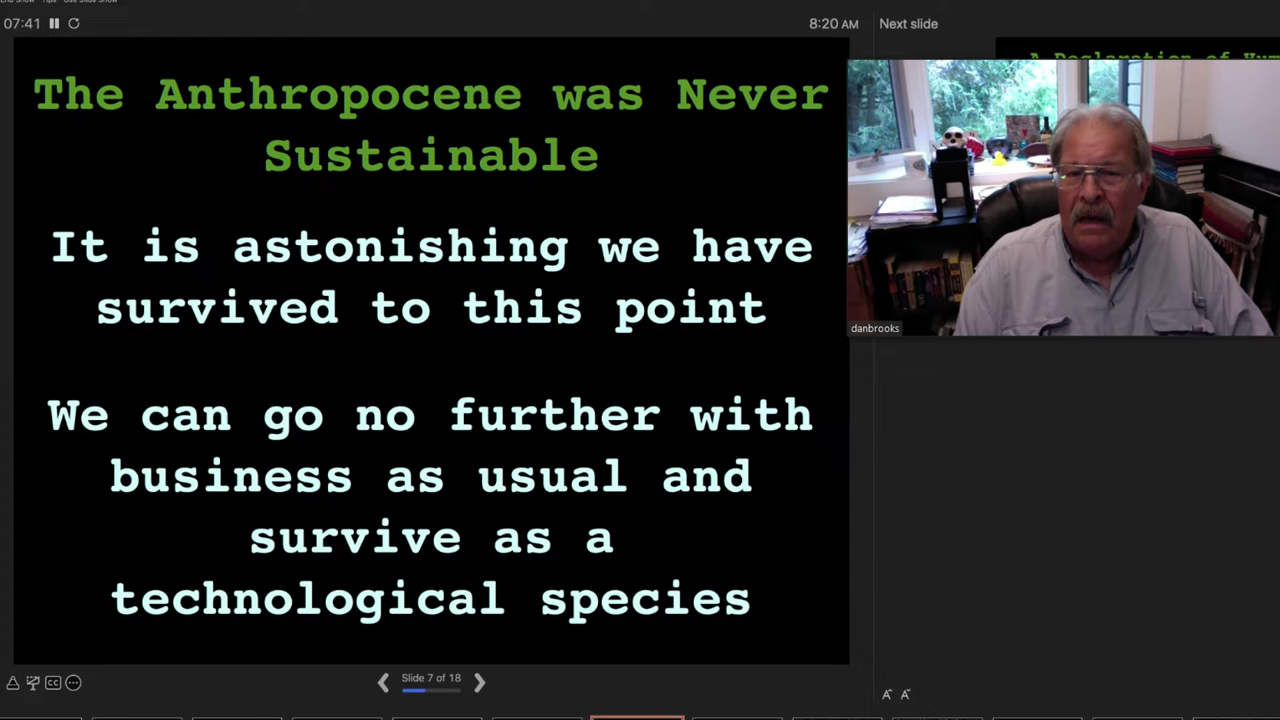 07:41
8:20 AM
Next slide
The Anthropocene was Never
Sustainable
It is astonishing we have
survived to this point
We can go no further with
business as usual and
survive as a
technological species
danbrooks
Slide 7 of 18